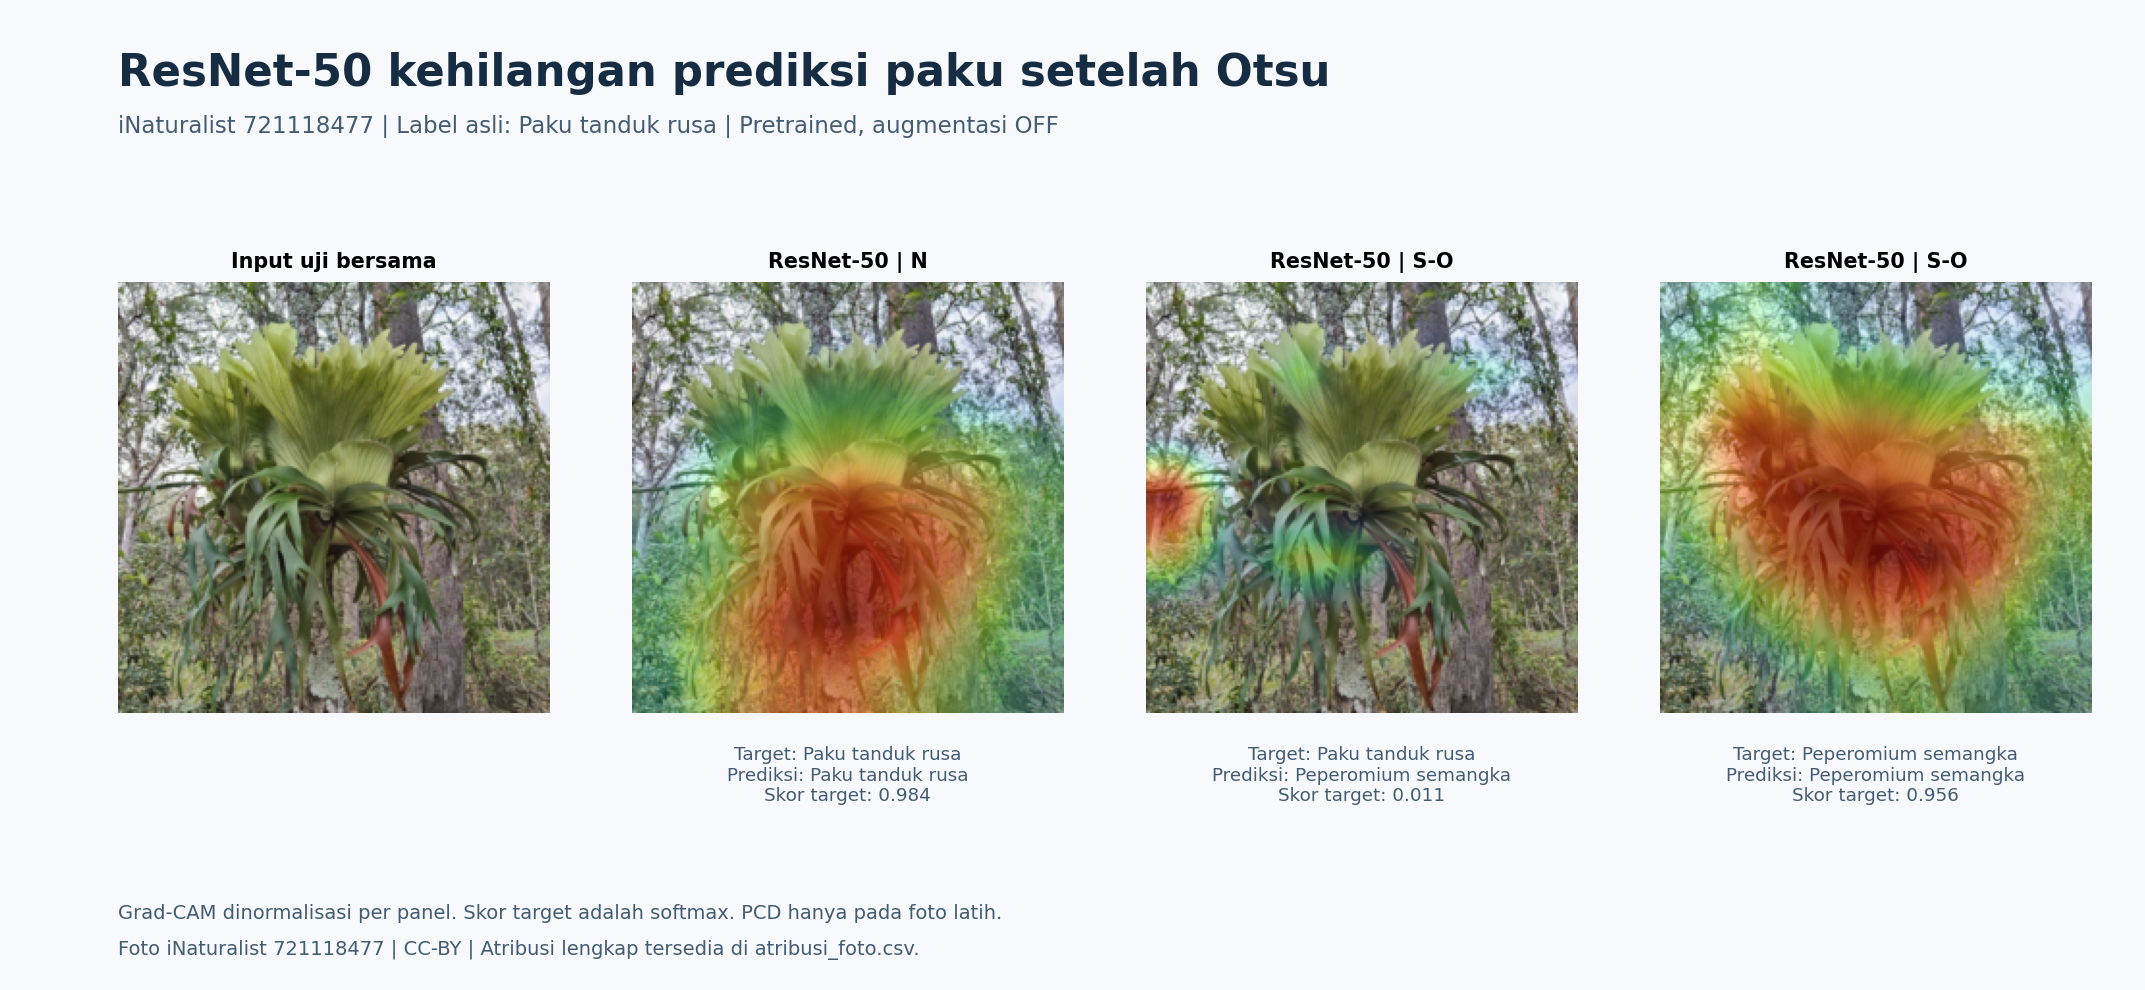 ResNet-50 kehilangan prediksi paku setelah Otsu
iNaturalist 721118477 | Label asli: Paku tanduk rusa | Pretrained, augmentasi OFF
Input uji bersama
ResNet-50 | N
ResNet-50 | S-O
ResNet-50 | S-O
Target: Paku tanduk rusa
Prediksi: Paku tanduk rusa
Skor target: 0.984
Target: Paku tanduk rusa
Prediksi: Peperomium semangka
Skor target: 0.011
Target: Peperomium semangka
Prediksi: Peperomium semangka
Skor target: 0.956
Grad-CAM dinormalisasi per panel. Skor target adalah softmax. PCD hanya pada foto latih.
Foto iNaturalist 721118477 | CC-BY | Atribusi lengkap tersedia di atribusi_foto.csv.